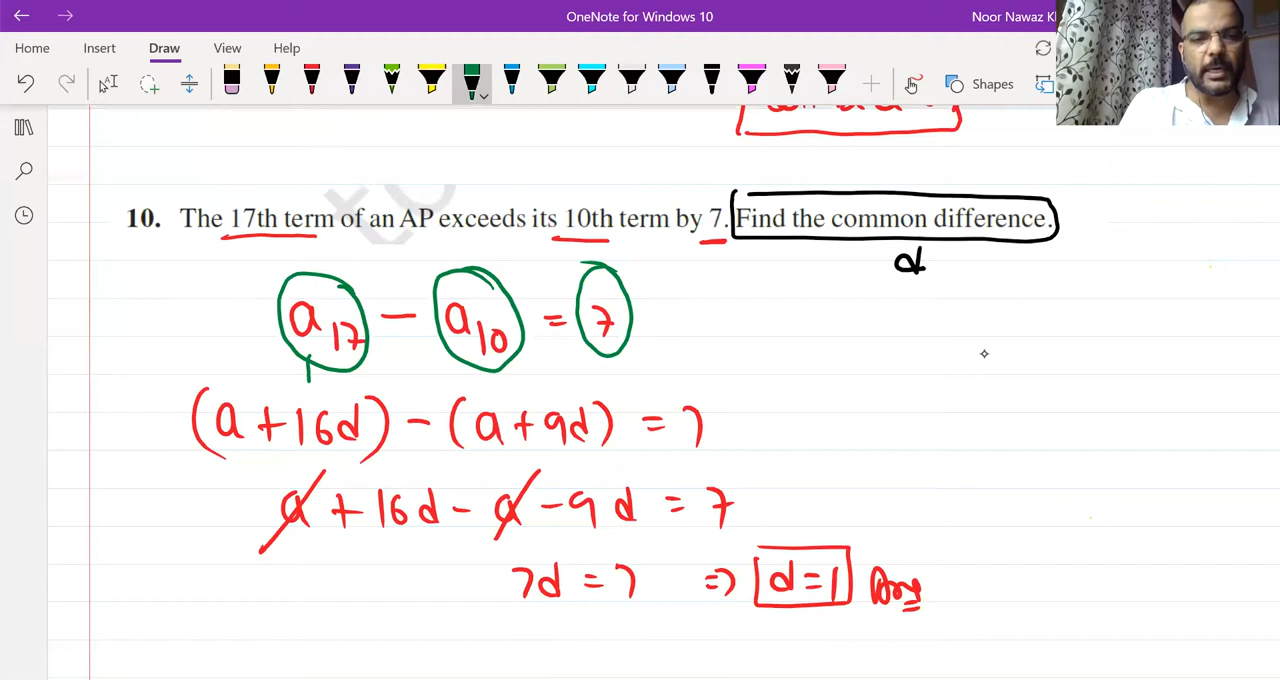 OneNote for Windows 10
Noor Nawaz Kh
Home Insert Draw View Help
Shapes
10. The 17th term of an AP exceeds its 10th term by 7. Find the common difference.
d
a17 - a10 = 7
(a + 16d) - (a + 9d) = 7
a + 16d - a - 9d = 7
7d = 7 => d = 1 Ans